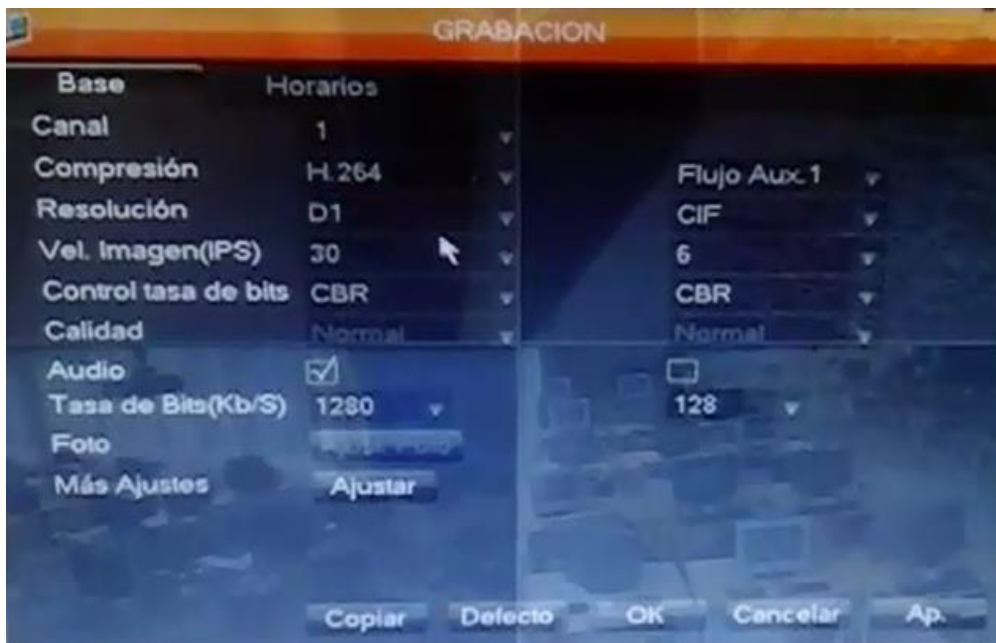 GRABACION
Base Horarios
Canal 1
Compresión H.264 Flujo Aux.1
Resolución D1 CIF
Vel. Imagen(IPS) 30 6
Control tasa de bits CBR CBR
Calidad Normal Normal
Audio
Tasa de Bits(Kb/S) 1280 128
Foto
Más Ajustes Ajustar
Copiar Defecto OK Cancelar Ap.